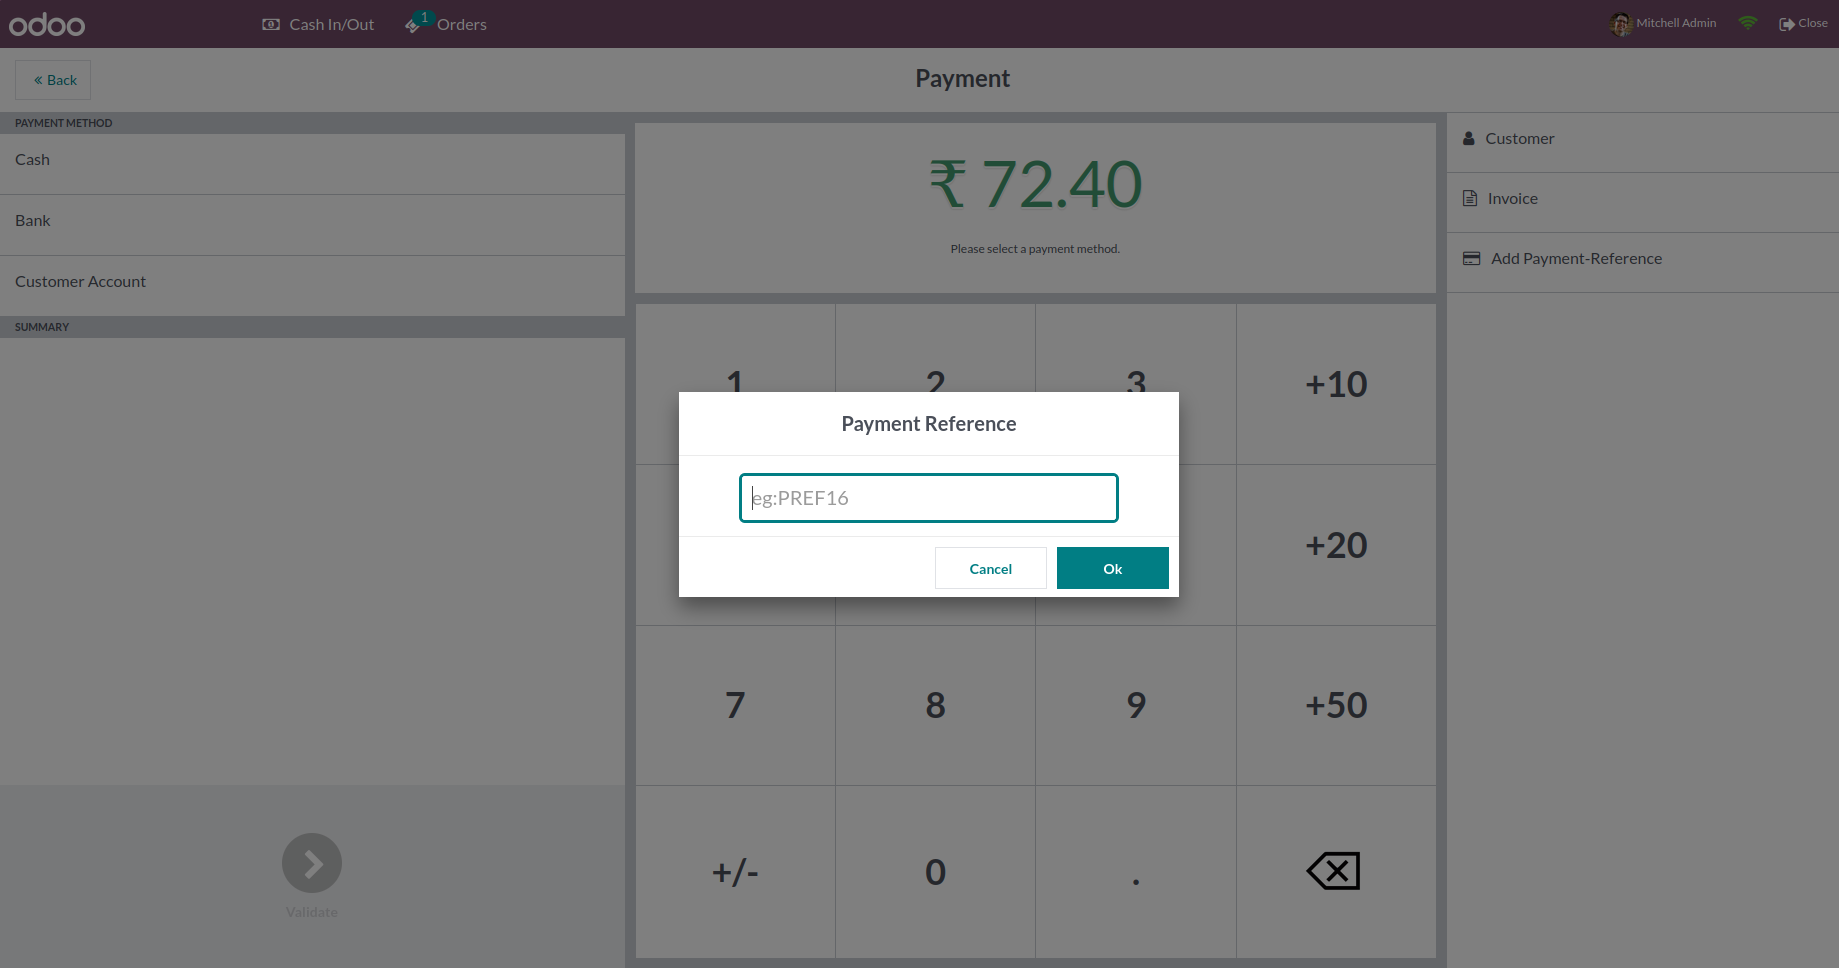 odoo
Cash In/Out
1
Orders
Mitchell Admin
Close
« Back
Payment
PAYMENT METHOD
Cash
Bank
Customer Account
SUMMARY
₹ 72.40
Please select a payment method.
Customer
Invoice
Add Payment-Reference
1 2 3 +10
Payment Reference
eg:PREF16
Cancel
Ok
+20
7 8 9 +50
+/- 0 .
Validate